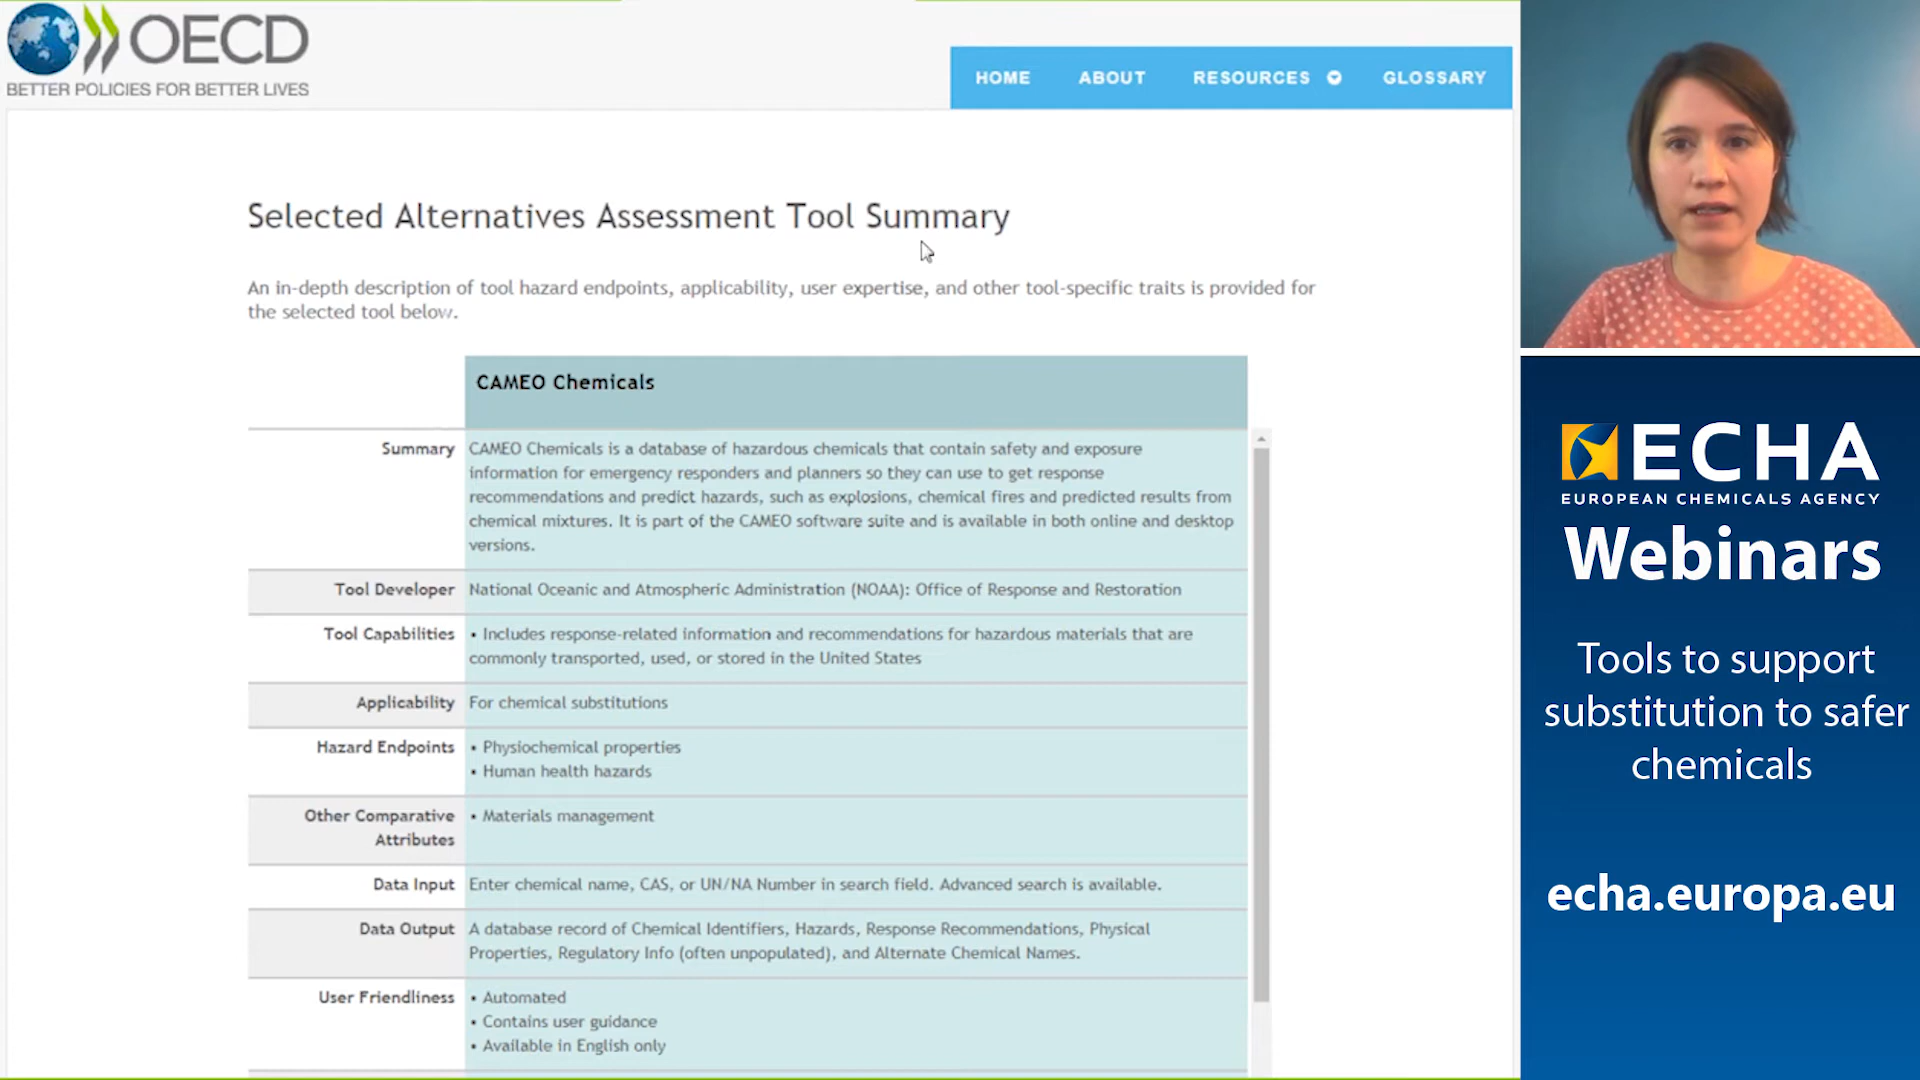 OECD
BETTER POLICIES FOR BETTER LIVES
HOME ABOUT RESOURCES GLOSSARY
Selected Alternatives Assessment Tool Summary
An in-depth description of tool hazard endpoints, applicability, user expertise, and other tool-specific traits is provided for
the selected tool below.
CAMEO Chemicals
Summary
CAMEO Chemicals is a database of hazardous chemicals that contain safety and exposure
information for emergency responders and planners so they can use to get response
recommendations and predict hazards, such as explosions, chemical fires and predicted results from
chemical mixtures. It is part of the CAMEO software suite and is available in both online and desktop
versions.
Tool Developer
National Oceanic and Atmospheric Administration (NOAA): Office of Response and Restoration
Tool Capabilities
• Includes response-related information and recommendations for hazardous materials that are
commonly transported, used, or stored in the United States
Applicability
For chemical substitutions
Hazard Endpoints
• Physiochemical properties
• Human health hazards
Other Comparative
Attributes
• Materials management
Data Input
Enter chemical name, CAS, or UN/NA Number in search field. Advanced search is available.
Data Output
A database record of Chemical Identifiers, Hazards, Response Recommendations, Physical
Properties, Regulatory Info (often unpopulated), and Alternate Chemical Names.
User Friendliness
• Automated
• Contains user guidance
• Available in English only
ECHA
EUROPEAN CHEMICALS AGENCY
Webinars
Tools to support
substitution to safer
chemicals
echa.europa.eu